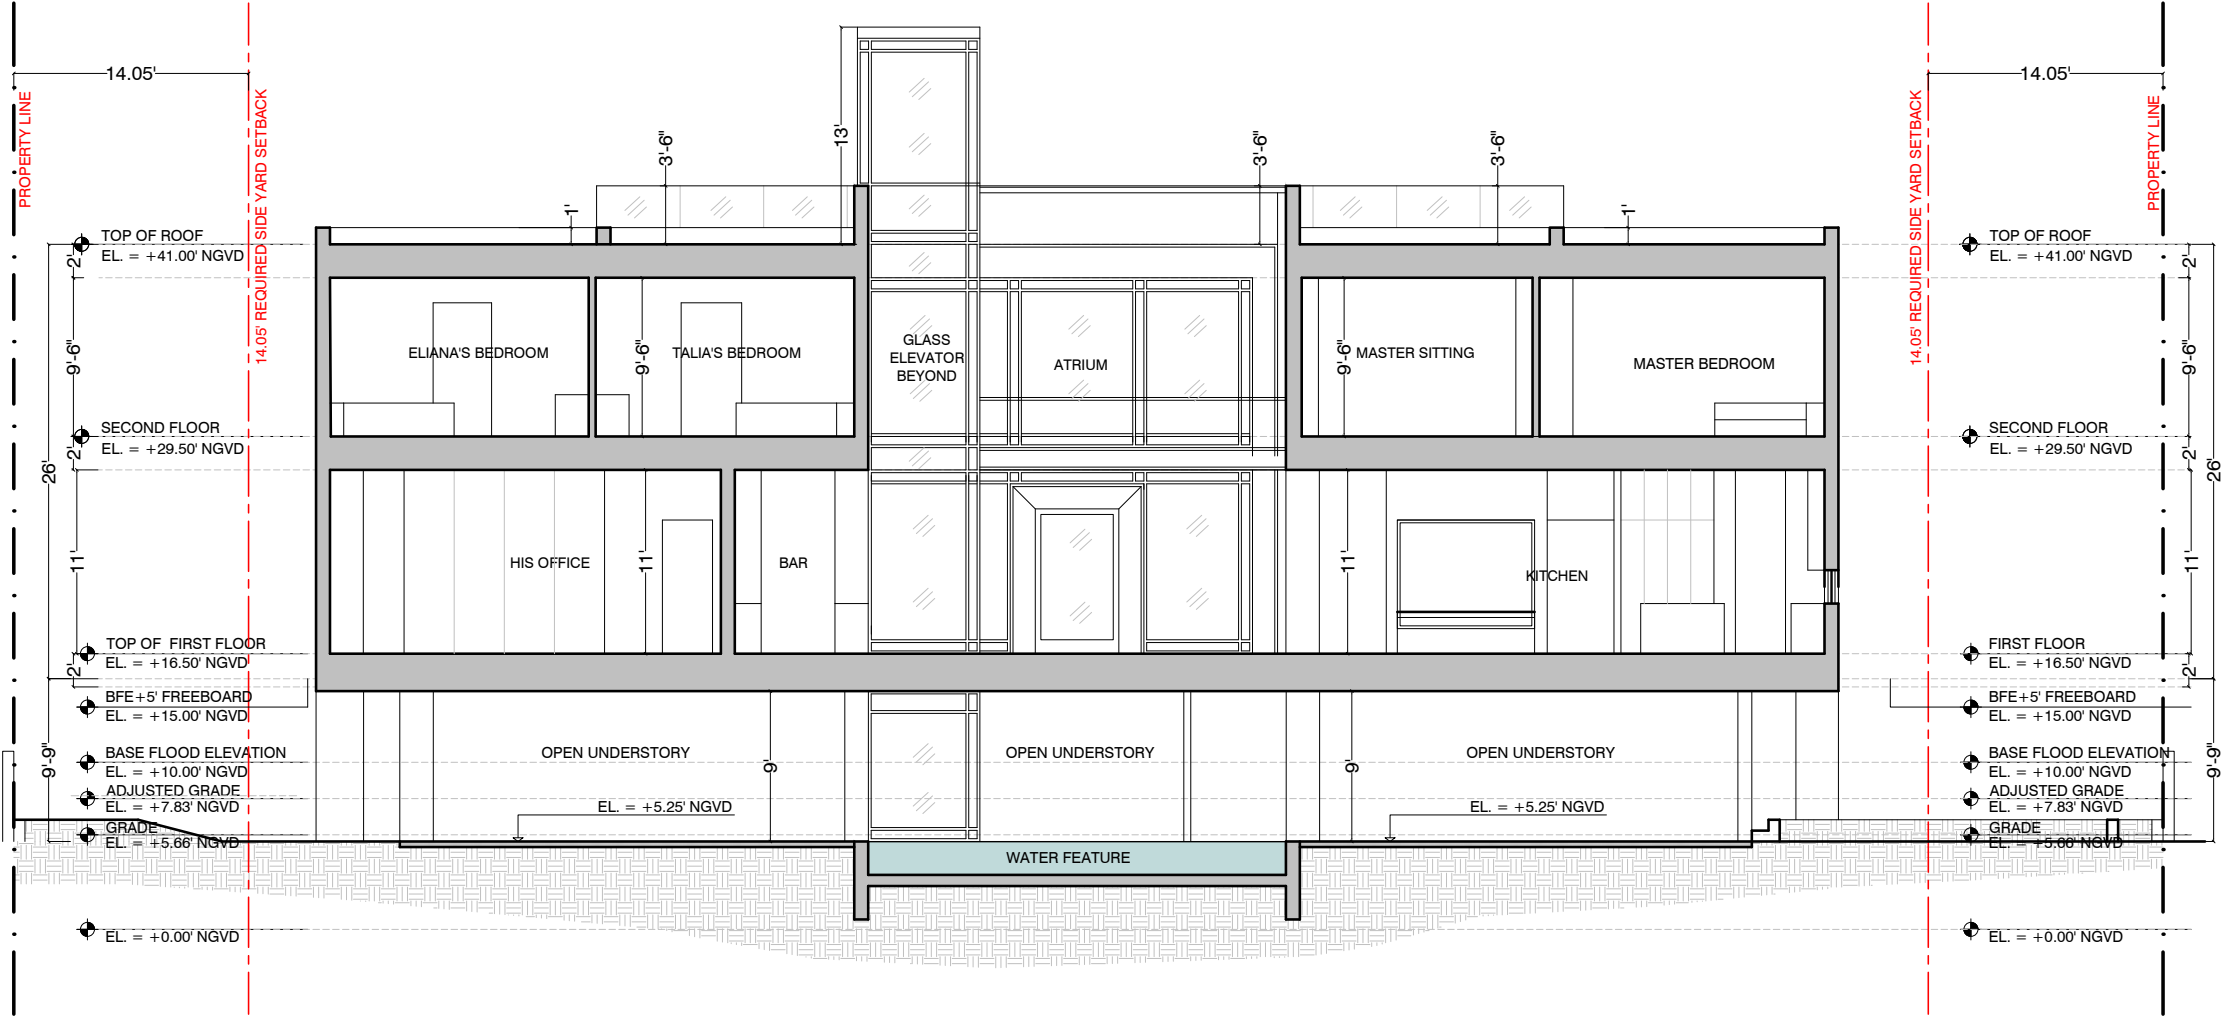 14.05'
14.05'
PROPERTY LINE
14.05' REQUIRED SIDE YARD SETBACK
14.05' REQUIRED SIDE YARD SETBACK
PROPERTY LINE
13'
3'-6"
3'-6"
3'-6"
1'
1'
TOP OF ROOF
EL. = +41.00' NGVD
2'
TOP OF ROOF
EL. = +41.00' NGVD
2'
9'-6"
ELIANA'S BEDROOM
9'-6"
TALIA'S BEDROOM
GLASS
ELEVATOR
BEYOND
ATRIUM
9'-6"
MASTER SITTING
MASTER BEDROOM
9'-6"
SECOND FLOOR
EL. = +29.50' NGVD
2'
SECOND FLOOR
EL. = +29.50' NGVD
2'
26'
26'
11'
HIS OFFICE
11'
BAR
11'
KITCHEN
11'
TOP OF FIRST FLOOR
EL. = +16.50' NGVD
2'
FIRST FLOOR
EL. = +16.50' NGVD
2'
BFE+5' FREEBOARD
EL. = +15.00' NGVD
BFE+5' FREEBOARD
EL. = +15.00' NGVD
9'-9"
BASE FLOOD ELEVATION
EL. = +10.00' NGVD
OPEN UNDERSTORY
9'
OPEN UNDERSTORY
9'
OPEN UNDERSTORY
BASE FLOOD ELEVATION
EL. = +10.00' NGVD
9'-9"
ADJUSTED GRADE
EL. = +7.83' NGVD
EL. = +5.25' NGVD
EL. = +5.25' NGVD
ADJUSTED GRADE
EL. = +7.83' NGVD
GRADE
EL. = +5.66' NGVD
GRADE
EL. = +5.66' NGVD
WATER FEATURE
EL. = +0.00' NGVD
EL. = +0.00' NGVD